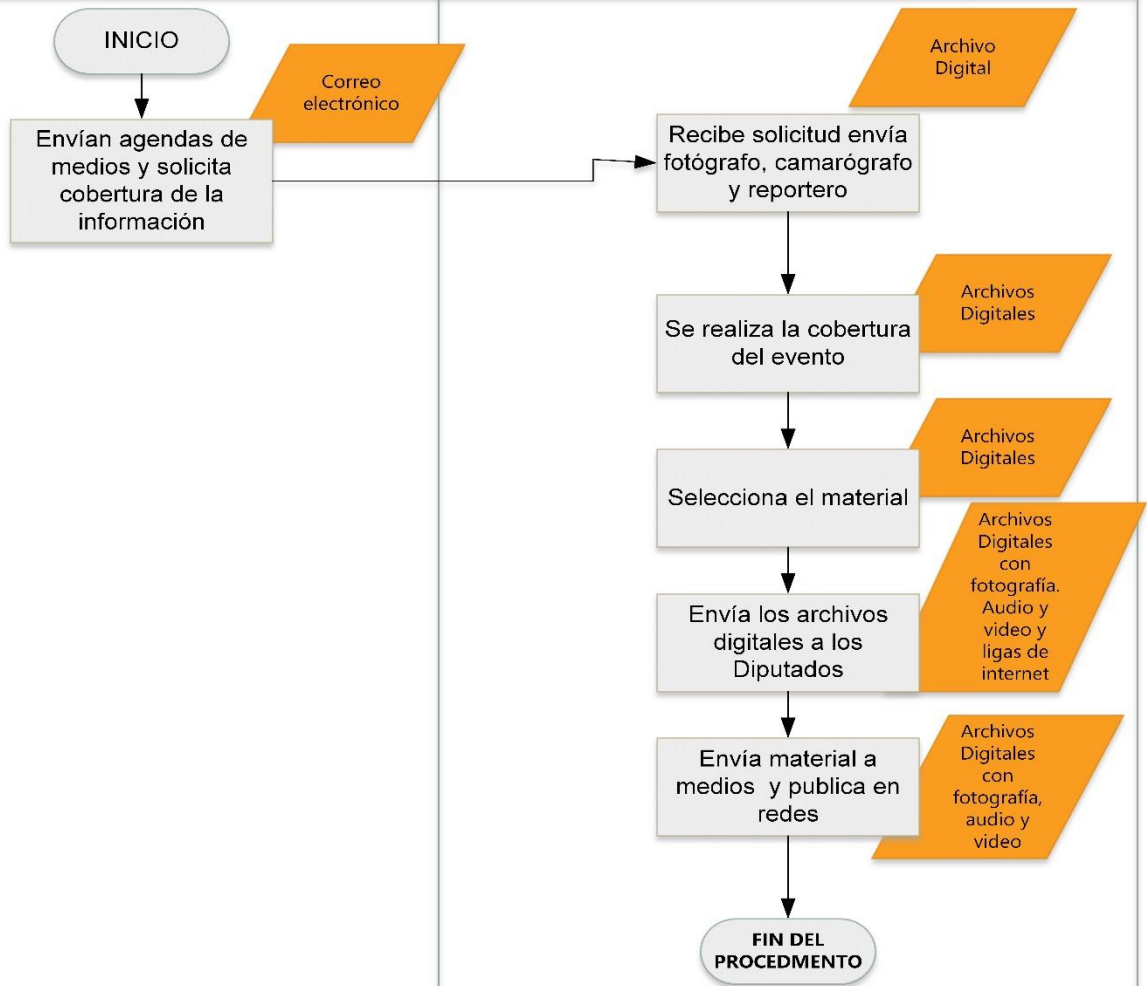 INICIO
Correo
electrónico
Envían agendas de
medios y solicita
cobertura de la
información
Archivo
Digital
Recibe solicitud envía
fotógrafo, camarógrafo
y reportero
Archivos
Digitales
Se realiza la cobertura
del evento
Archivos
Digitales
Selecciona el material
Archivos
Digitales
con
fotografía.
Audio y
video y
ligas de
internet
Envía los archivos
digitales a los
Diputados
Archivos
Digitales
con
fotografía,
audio y
video
Envía material a
medios y publica en
redes
FIN DEL
PROCEDMENTO